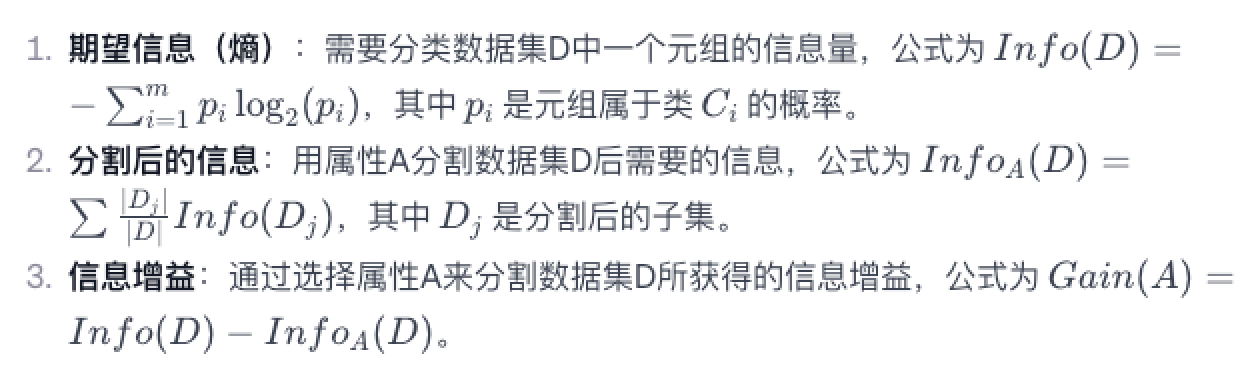 1. 期望信息（熵）：需要分类数据集D中一个元组的信息量，公式为 Info(D) =
− ∑_{i=1}^{m} p_i log_2(p_i)，其中 p_i 是元组属于类 C_i 的概率。
2. 分割后的信息：用属性A分割数据集D后需要的信息，公式为 Info_A(D) =
∑ \frac{|D_j|}{|D|} Info(D_j)，其中 D_j 是分割后的子集。
3. 信息增益：通过选择属性A来分割数据集D所获得的信息增益，公式为 Gain(A) =
Info(D) − Info_A(D)。